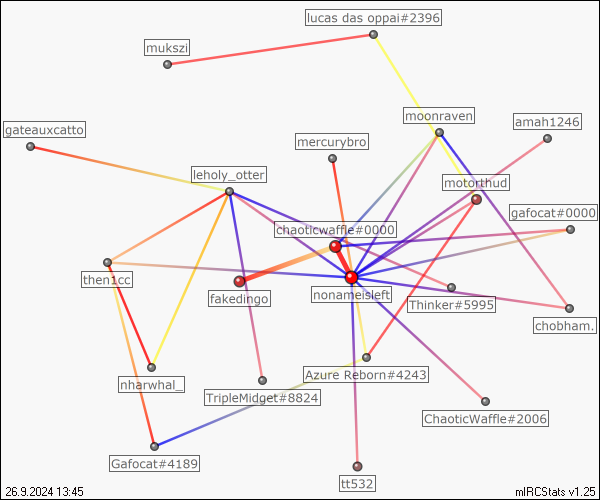 lucas das oppai#2396
mukszi
moonraven
amah1246
gateauxcatto
mercurybro
leholy_otter
motorthud
gafocat#0000
chaoticwaffle#0000
then1cc
fakedingo
nonameisleft
Thinker#5995
chobham.
nharwhal_
Azure Reborn#4243
TripleMidget#8824
ChaoticWaffle#2006
Gafocat#4189
tt532
26.9.2024 13:45
mIRCStats v1.25